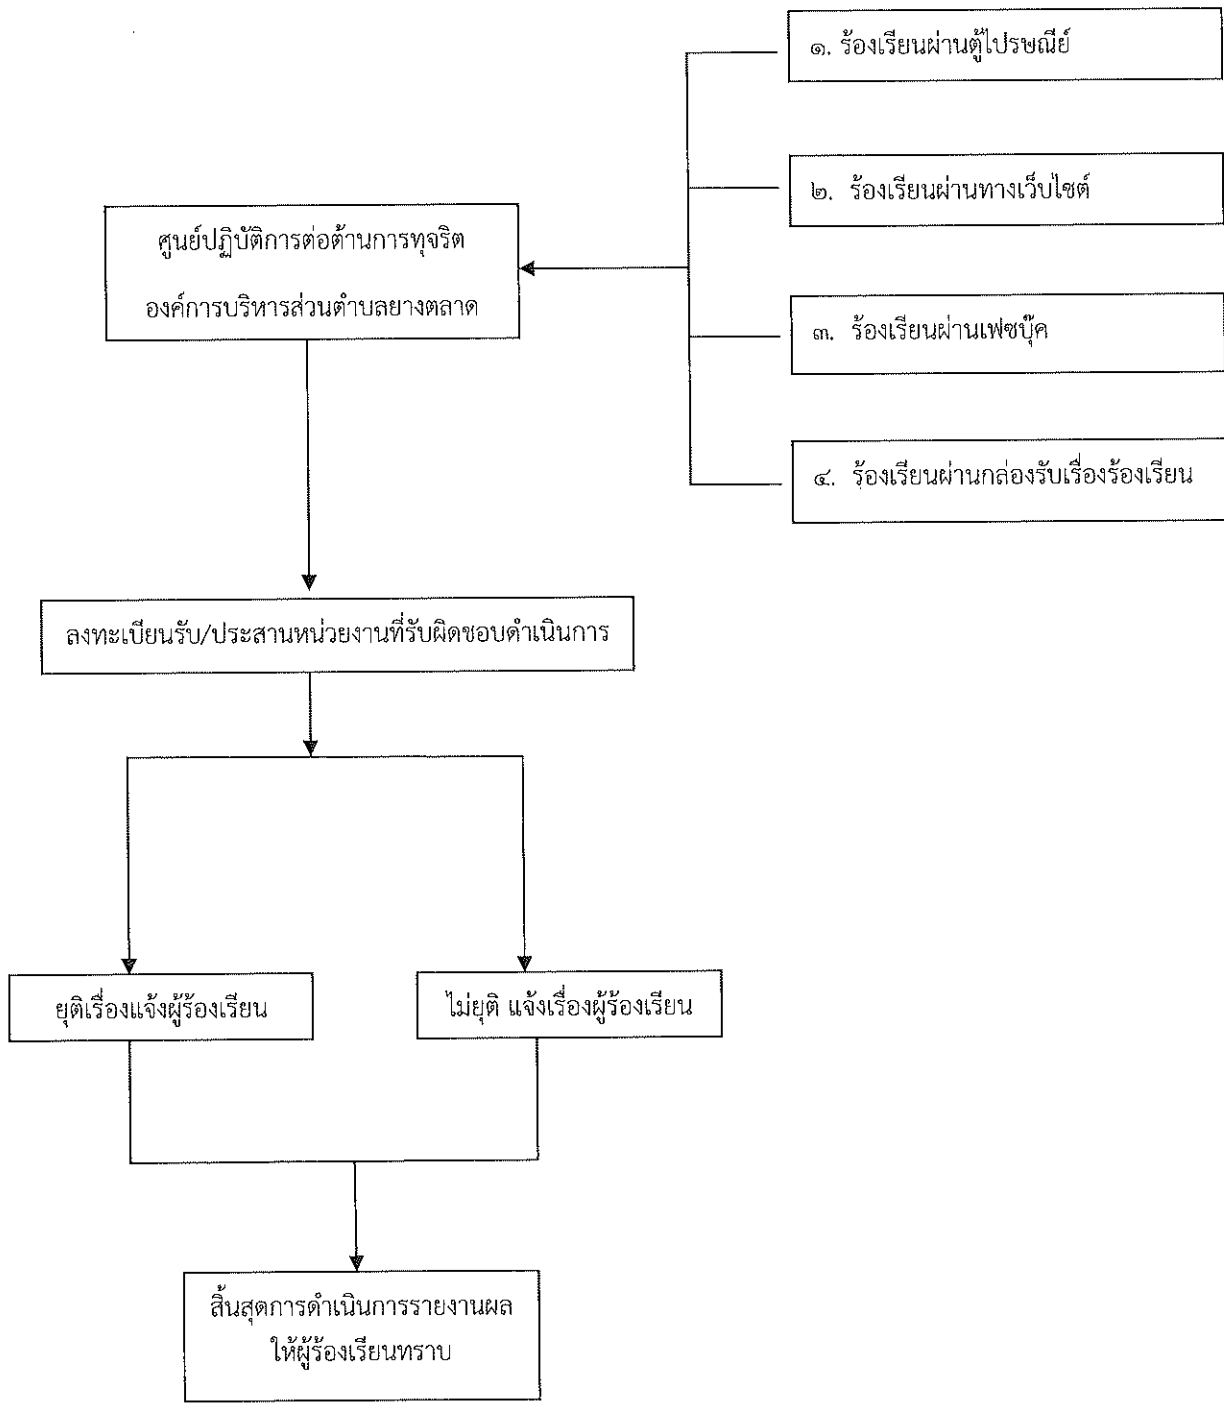 ๑. ร้องเรียนผ่านตู้ไปรษณีย์
๒. ร้องเรียนผ่านทางเว็บไซต์
ศูนย์ปฏิบัติการต่อต้านการทุจริต
องค์การบริหารส่วนตำบลยางตลาด
๓. ร้องเรียนผ่านเฟซบุ๊ค
๔. ร้องเรียนผ่านกล่องรับเรื่องร้องเรียน
ลงทะเบียนรับ/ประสานหน่วยงานที่รับผิดชอบดำเนินการ
ยุติเรื่องแจ้งผู้ร้องเรียน
ไม่ยุติ แจ้งเรื่องผู้ร้องเรียน
สิ้นสุดการดำเนินการรายงานผล
ให้ผู้ร้องเรียนทราบ